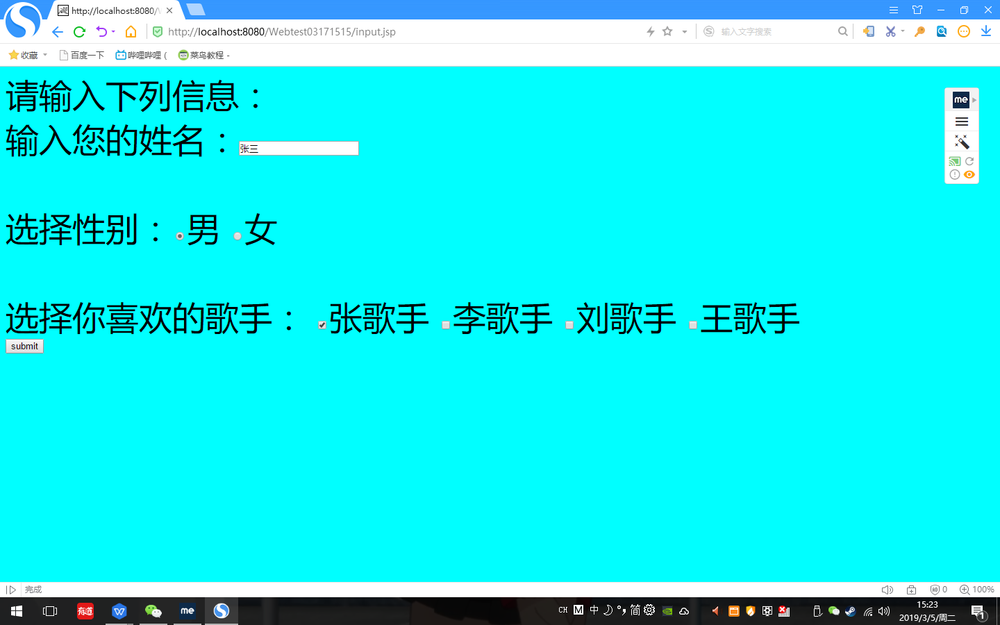 http://localhost:8080/W
http://localhost:8080/Webtest03171515/input.jsp
输入文字搜索
收藏
百度一下
哔哩哔哩 (
菜鸟教程 -
请输入下列信息：
输入您的姓名：张三
选择性别：男 女
选择你喜欢的歌手： 张歌手 李歌手 刘歌手 王歌手
submit
me
完成
0
100%
有道
me
CH M 中 简
15:23
2019/3/5/周二
1